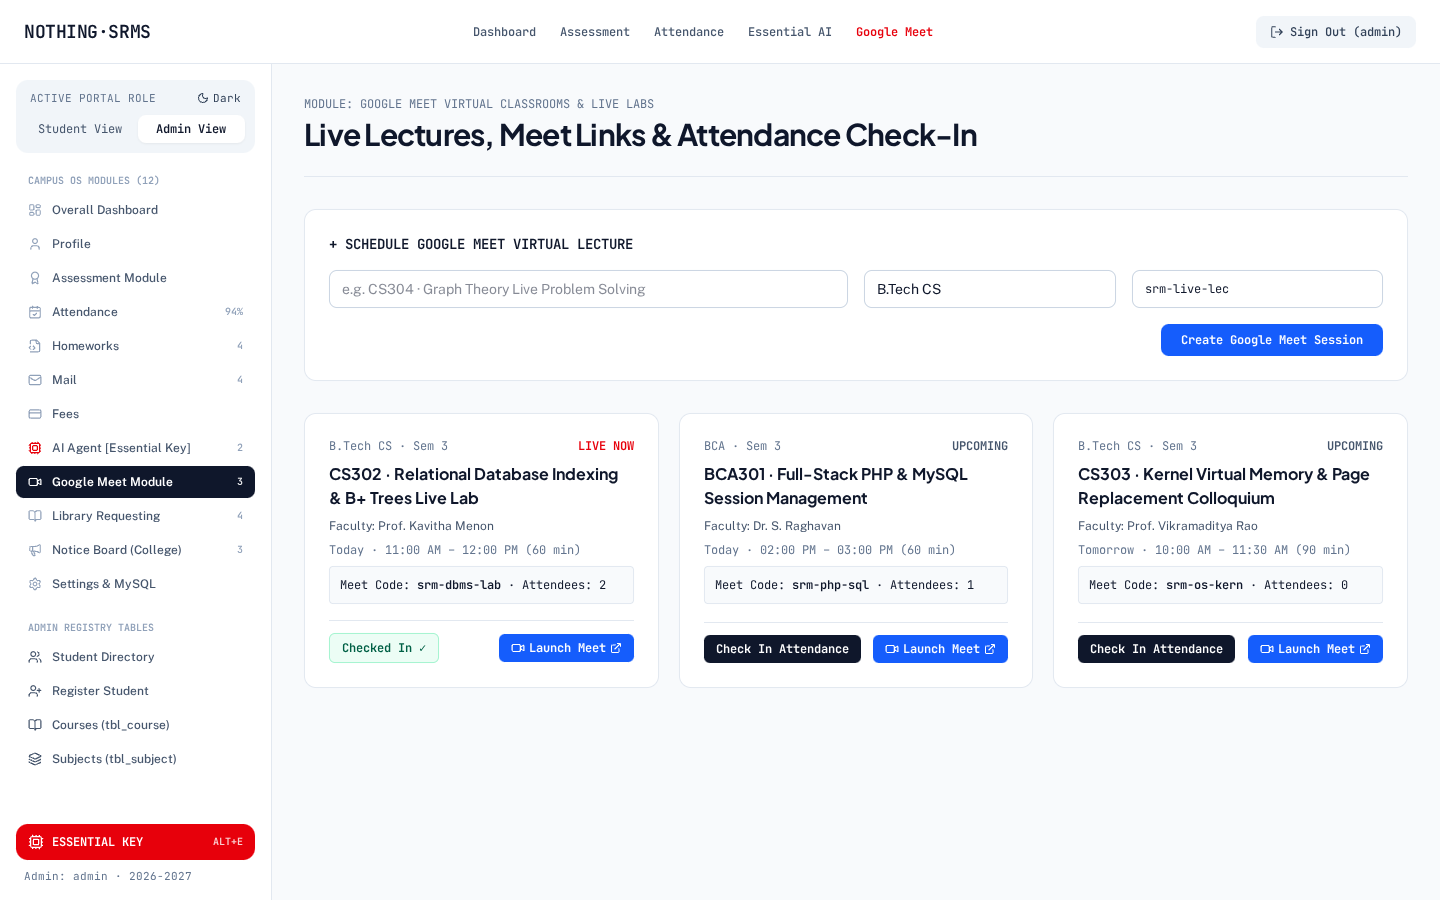 NOTHING·SRMS
Dashboard
Assessment
Attendance
Essential AI
Google Meet
Sign Out (admin)
ACTIVE PORTAL ROLE
Dark
Student View
Admin View
CAMPUS OS MODULES (12)
Overall Dashboard
Profile
Assessment Module
Attendance 94%
Homeworks 4
Mail 4
Fees
AI Agent [Essential Key] 2
Google Meet Module 3
Library Requesting 4
Notice Board (College) 3
Settings & MySQL
ADMIN REGISTRY TABLES
Student Directory
Register Student
Courses (tbl_course)
Subjects (tbl_subject)
ESSENTIAL KEY ALT+E
Admin: admin · 2026-2027
MODULE: GOOGLE MEET VIRTUAL CLASSROOMS & LIVE LABS
Live Lectures, Meet Links & Attendance Check-In
+ SCHEDULE GOOGLE MEET VIRTUAL LECTURE
e.g. CS304 · Graph Theory Live Problem Solving
B.Tech CS
srm-live-lec
Create Google Meet Session
B.Tech CS · Sem 3
LIVE NOW
CS302 · Relational Database Indexing
& B+ Trees Live Lab
Faculty: Prof. Kavitha Menon
Today · 11:00 AM – 12:00 PM (60 min)
Meet Code: srm-dbms-lab · Attendees: 2
Checked In ✓
Launch Meet
BCA · Sem 3
UPCOMING
BCA301 · Full-Stack PHP & MySQL
Session Management
Faculty: Dr. S. Raghavan
Today · 02:00 PM – 03:00 PM (60 min)
Meet Code: srm-php-sql · Attendees: 1
Check In Attendance
Launch Meet
B.Tech CS · Sem 3
UPCOMING
CS303 · Kernel Virtual Memory & Page
Replacement Colloquium
Faculty: Prof. Vikramaditya Rao
Tomorrow · 10:00 AM – 11:30 AM (90 min)
Meet Code: srm-os-kern · Attendees: 0
Check In Attendance
Launch Meet